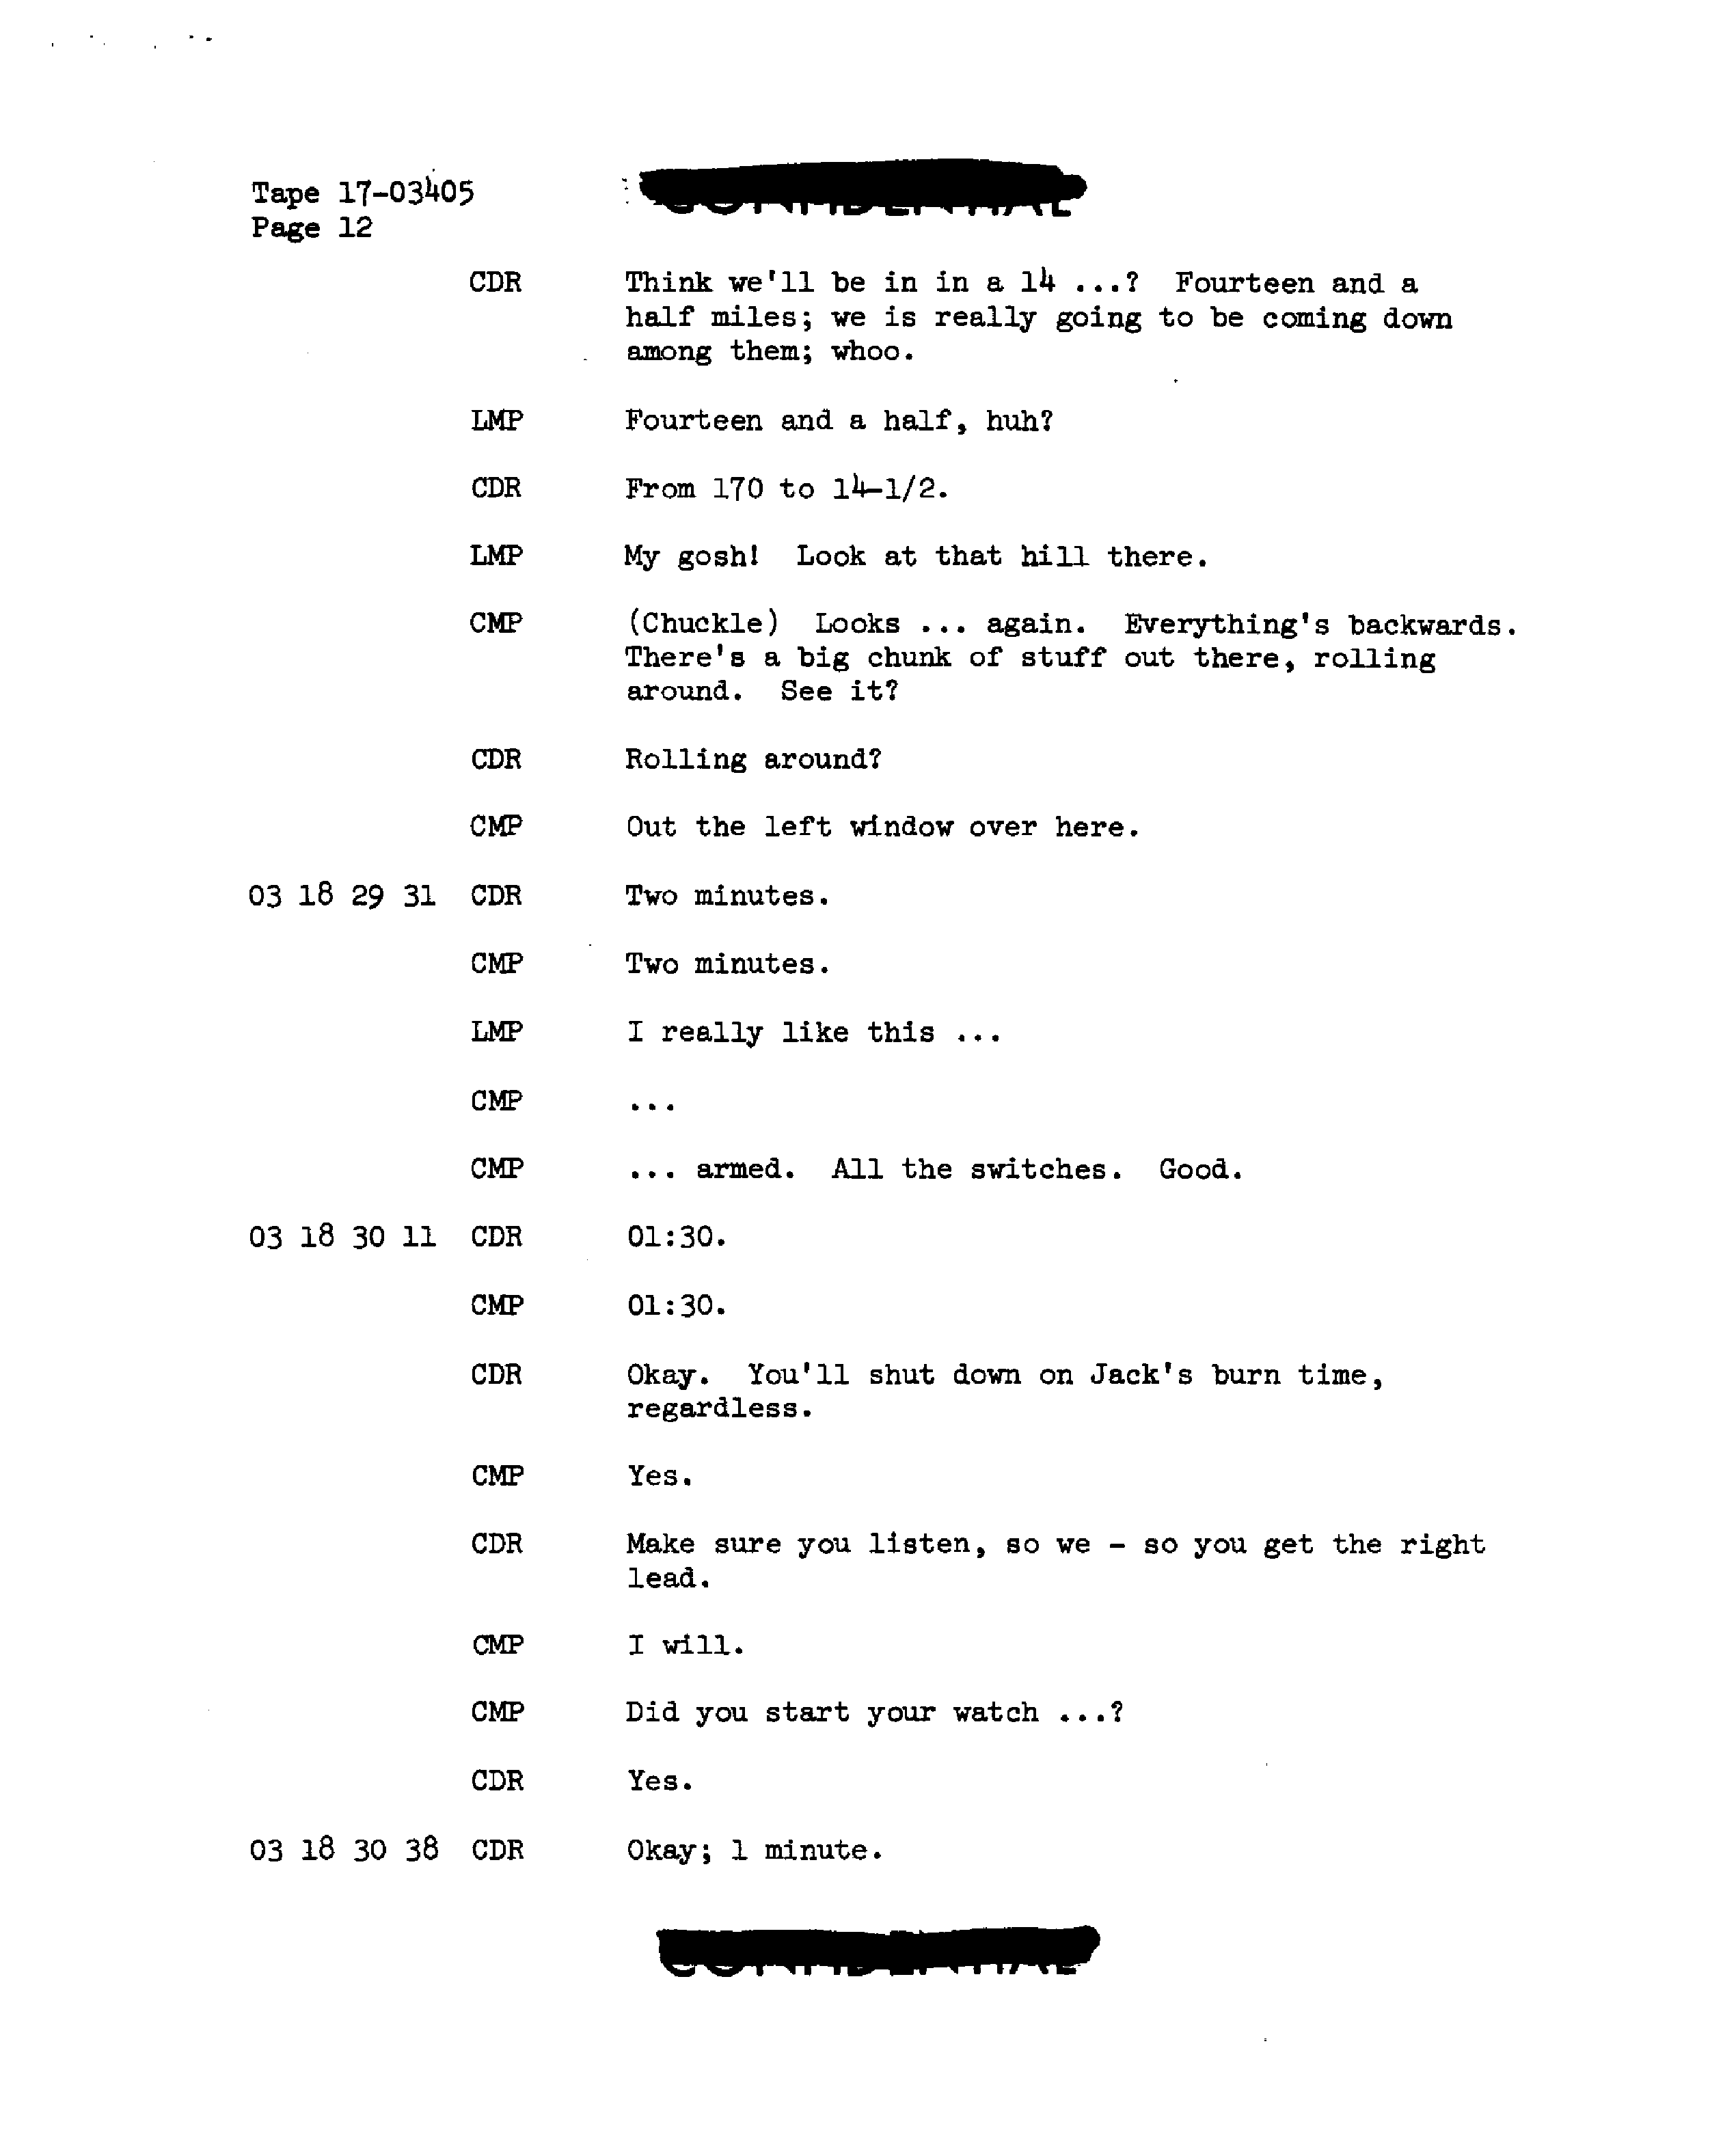 Tape 17-03405
Page 12
CDR Think we'll be in in a 14 ...? Fourteen and a
half miles; we is really going to be coming down
among them; whoo.
LMP Fourteen and a half, huh?
CDR From 170 to 14-1/2.
LMP My gosh! Look at that hill there.
CMP (Chuckle) Looks ... again. Everything's backwards.
There's a big chunk of stuff out there, rolling
around. See it?
CDR Rolling around?
CMP Out the left window over here.
03 18 29 31 CDR Two minutes.
CMP Two minutes.
LMP I really like this ...
CMP ...
CMP ... armed. All the switches. Good.
03 18 30 11 CDR 01:30.
CMP 01:30.
CDR Okay. You'll shut down on Jack's burn time,
regardless.
CMP Yes.
CDR Make sure you listen, so we - so you get the right
lead.
CMP I will.
CMP Did you start your watch ...?
CDR Yes.
03 18 30 38 CDR Okay; 1 minute.